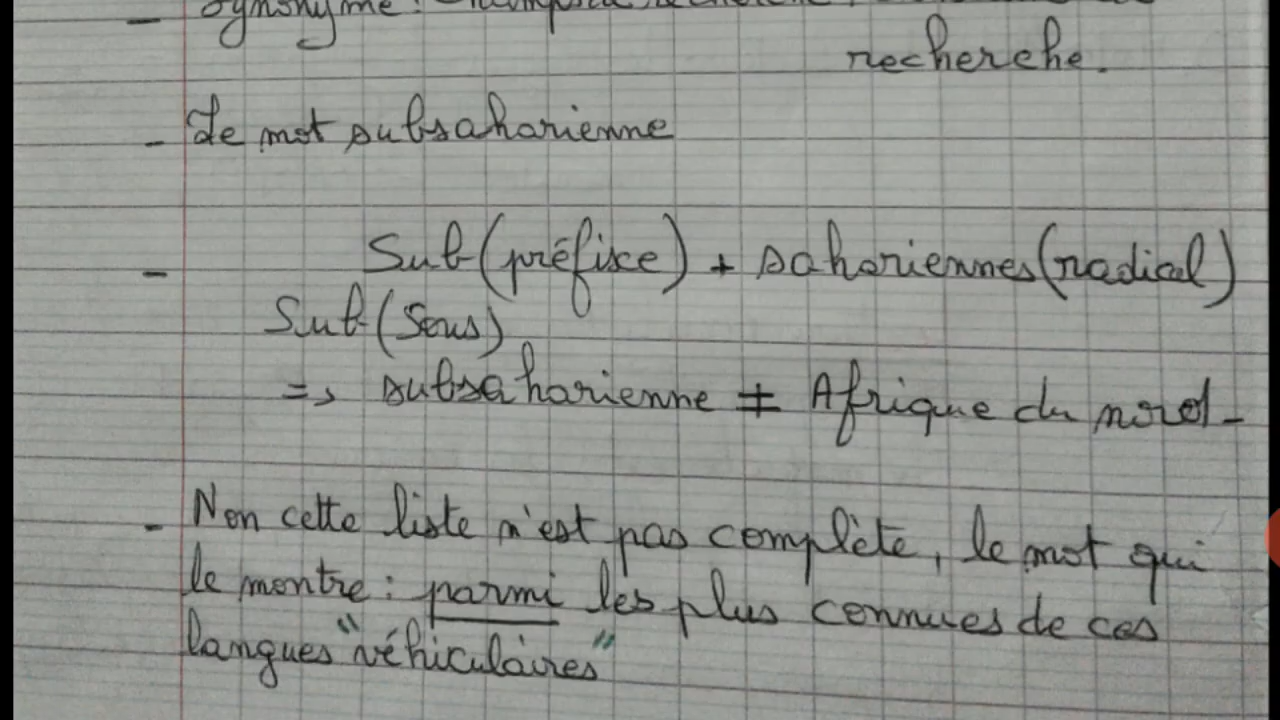 - Synonyme :
recherche.
- Le mot subsaharienne
- Sub (préfixe) + sahariennes (radical)
Sub (Sous)
=> subsaharienne ≠ Afrique du nord -
- Non cette liste n'est pas complète, le mot qui
le montre : parmi les plus connues de ces
langues "véhiculaires"